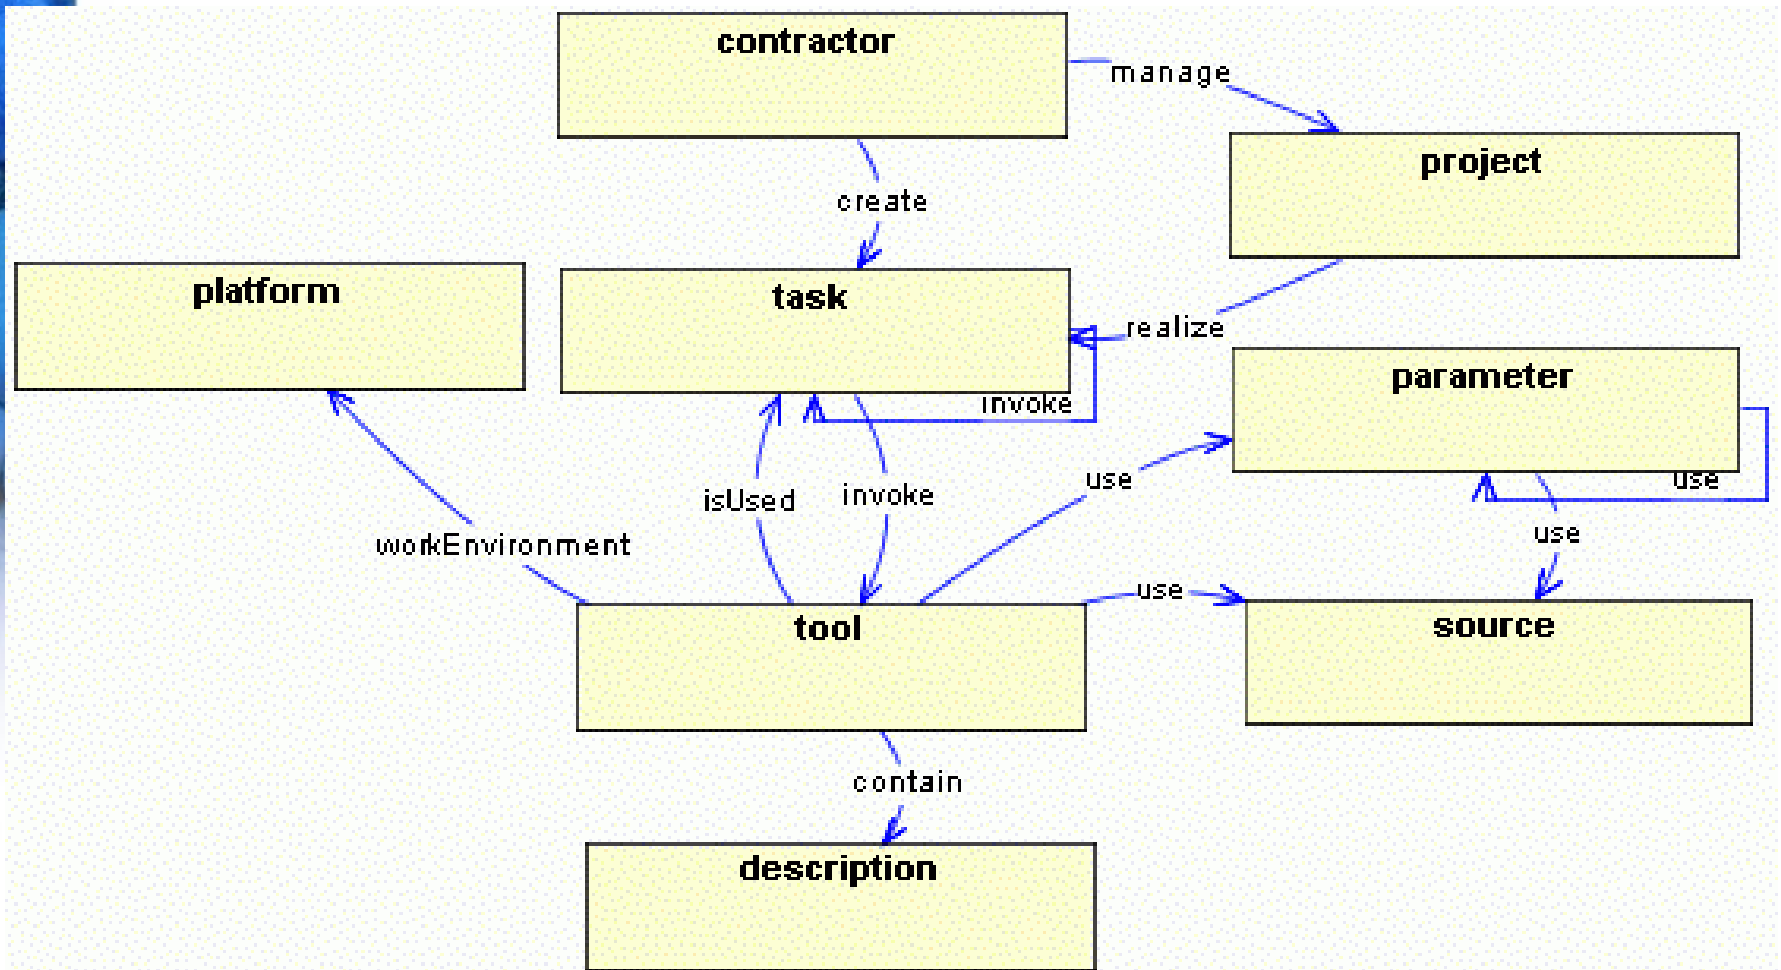 contractor
manage
project
create
platform
task
realize
parameter
invoke
use
use
isUsed
invoke
use
workEnvironment
use
tool
source
contain
description